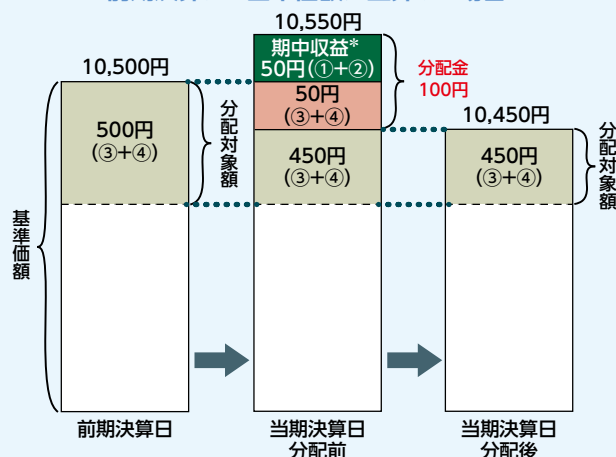 10,550円
期中収益*
50円(①+②)
分配金
100円
10,500円
50円
(③+④)
500円
(③+④)
分配対象額
450円
(③+④)
10,450円
450円
(③+④)
分配対象額
基準価額
前期決算日
当期決算日
分配前
当期決算日
分配後